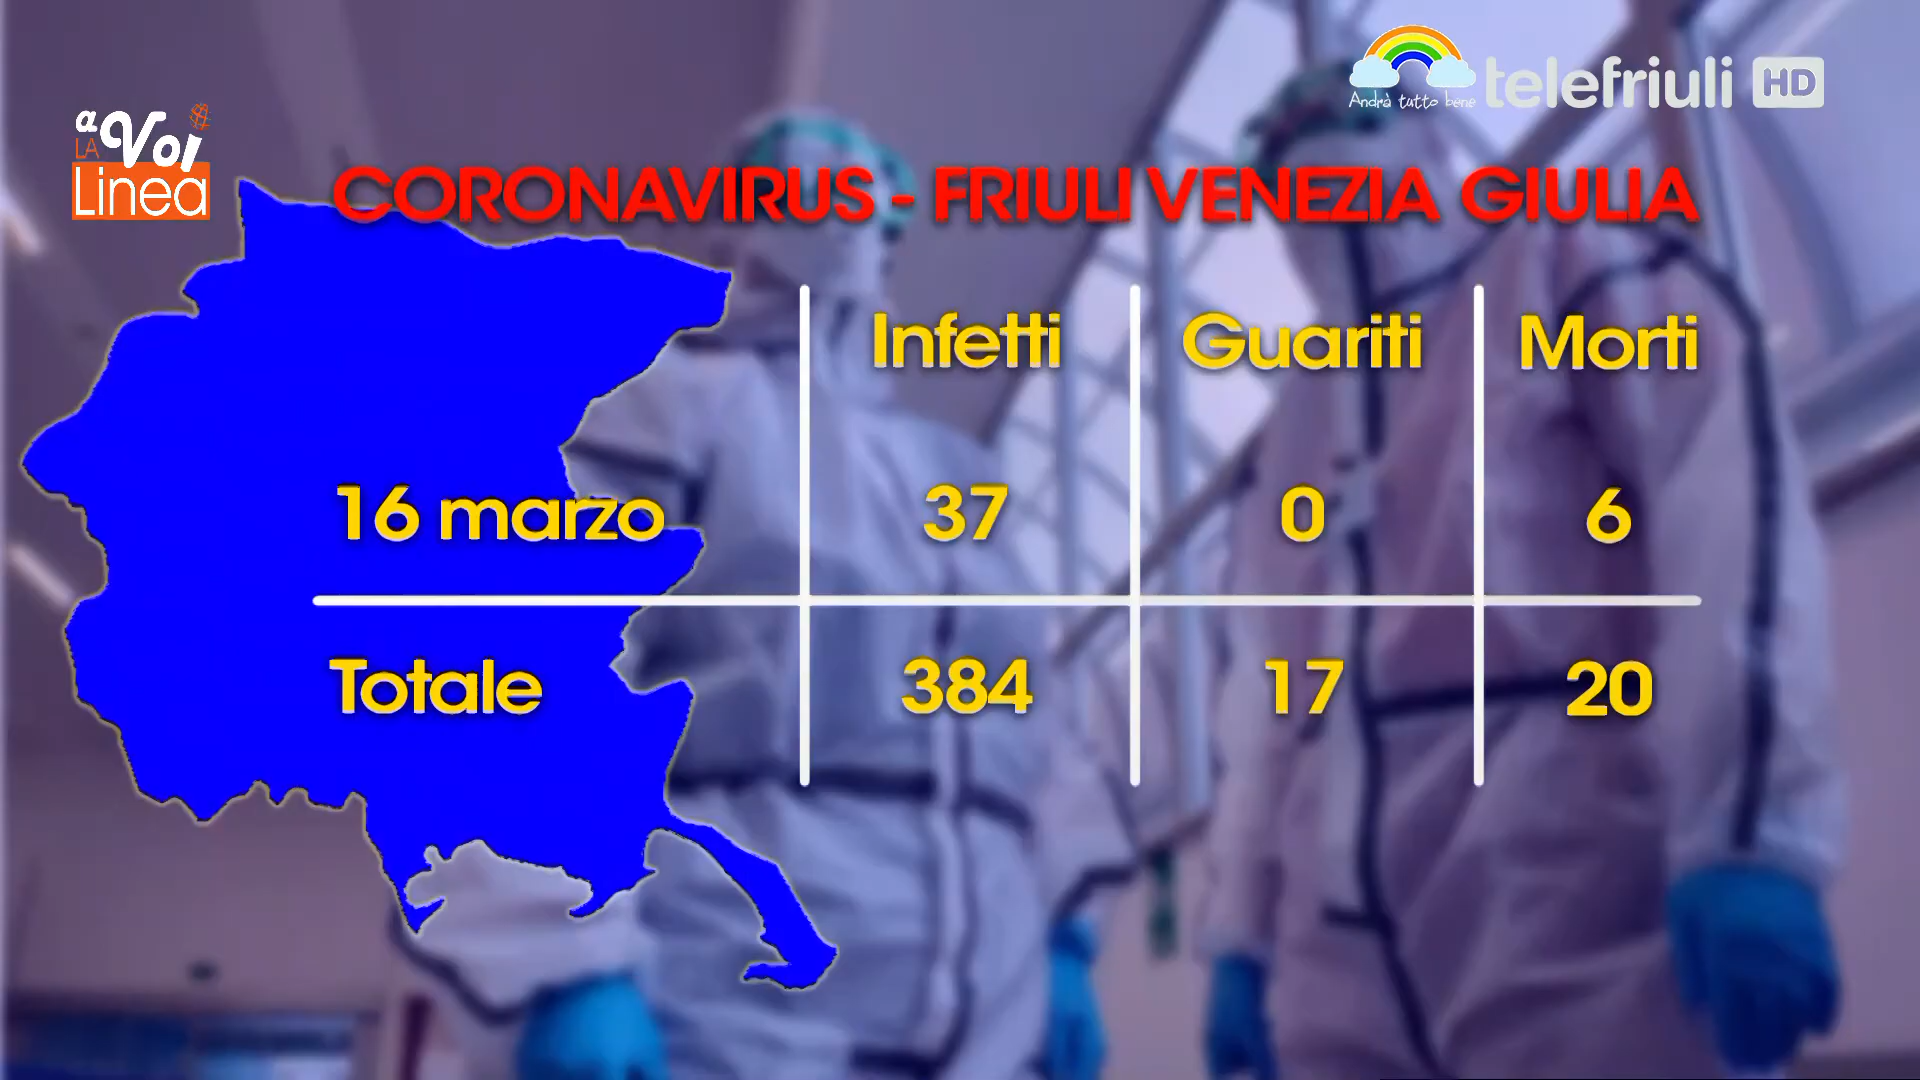 Andrà tutto bene telefriuli HD
a Voi
LA
Linea
CORONAVIRUS - FRIULI VENEZIA GIULIA
Infetti Guariti Morti
16 marzo 37 0 6
Totale 384 17 20